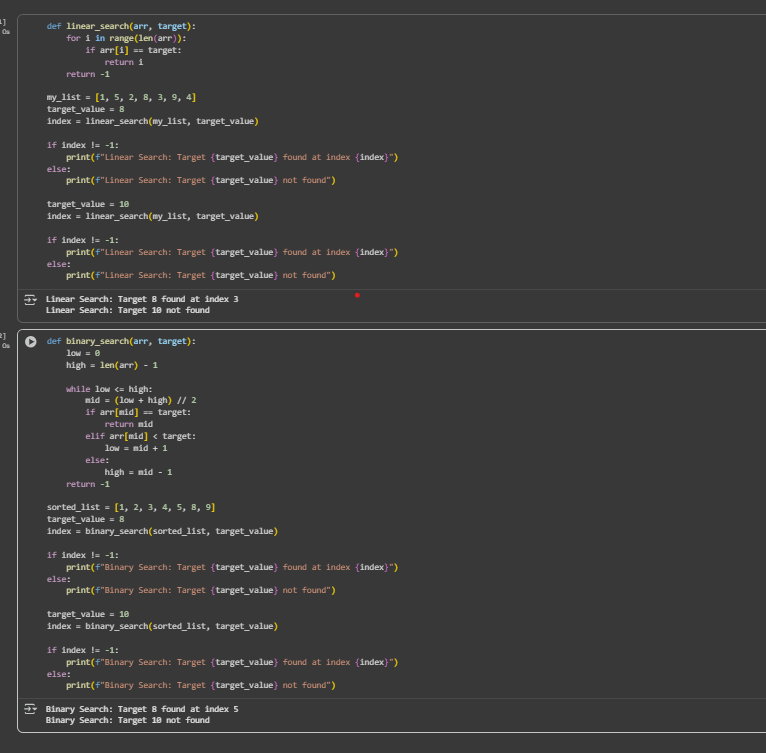 1]
0s
def linear_search(arr, target):
    for i in range(len(arr)):
        if arr[i] == target:
            return i
    return -1

my_list = [1, 5, 2, 8, 3, 9, 4]
target_value = 8
index = linear_search(my_list, target_value)

if index != -1:
    print(f"Linear Search: Target {target_value} found at index {index}")
else:
    print(f"Linear Search: Target {target_value} not found")

target_value = 10
index = linear_search(my_list, target_value)

if index != -1:
    print(f"Linear Search: Target {target_value} found at index {index}")
else:
    print(f"Linear Search: Target {target_value} not found")

Linear Search: Target 8 found at index 3
Linear Search: Target 10 not found
2]
0s
def binary_search(arr, target):
    low = 0
    high = len(arr) - 1

    while low <= high:
        mid = (low + high) // 2
        if arr[mid] == target:
            return mid
        elif arr[mid] < target:
            low = mid + 1
        else:
            high = mid - 1
    return -1

sorted_list = [1, 2, 3, 4, 5, 8, 9]
target_value = 8
index = binary_search(sorted_list, target_value)

if index != -1:
    print(f"Binary Search: Target {target_value} found at index {index}")
else:
    print(f"Binary Search: Target {target_value} not found")

target_value = 10
index = binary_search(sorted_list, target_value)

if index != -1:
    print(f"Binary Search: Target {target_value} found at index {index}")
else:
    print(f"Binary Search: Target {target_value} not found")

Binary Search: Target 8 found at index 5
Binary Search: Target 10 not found